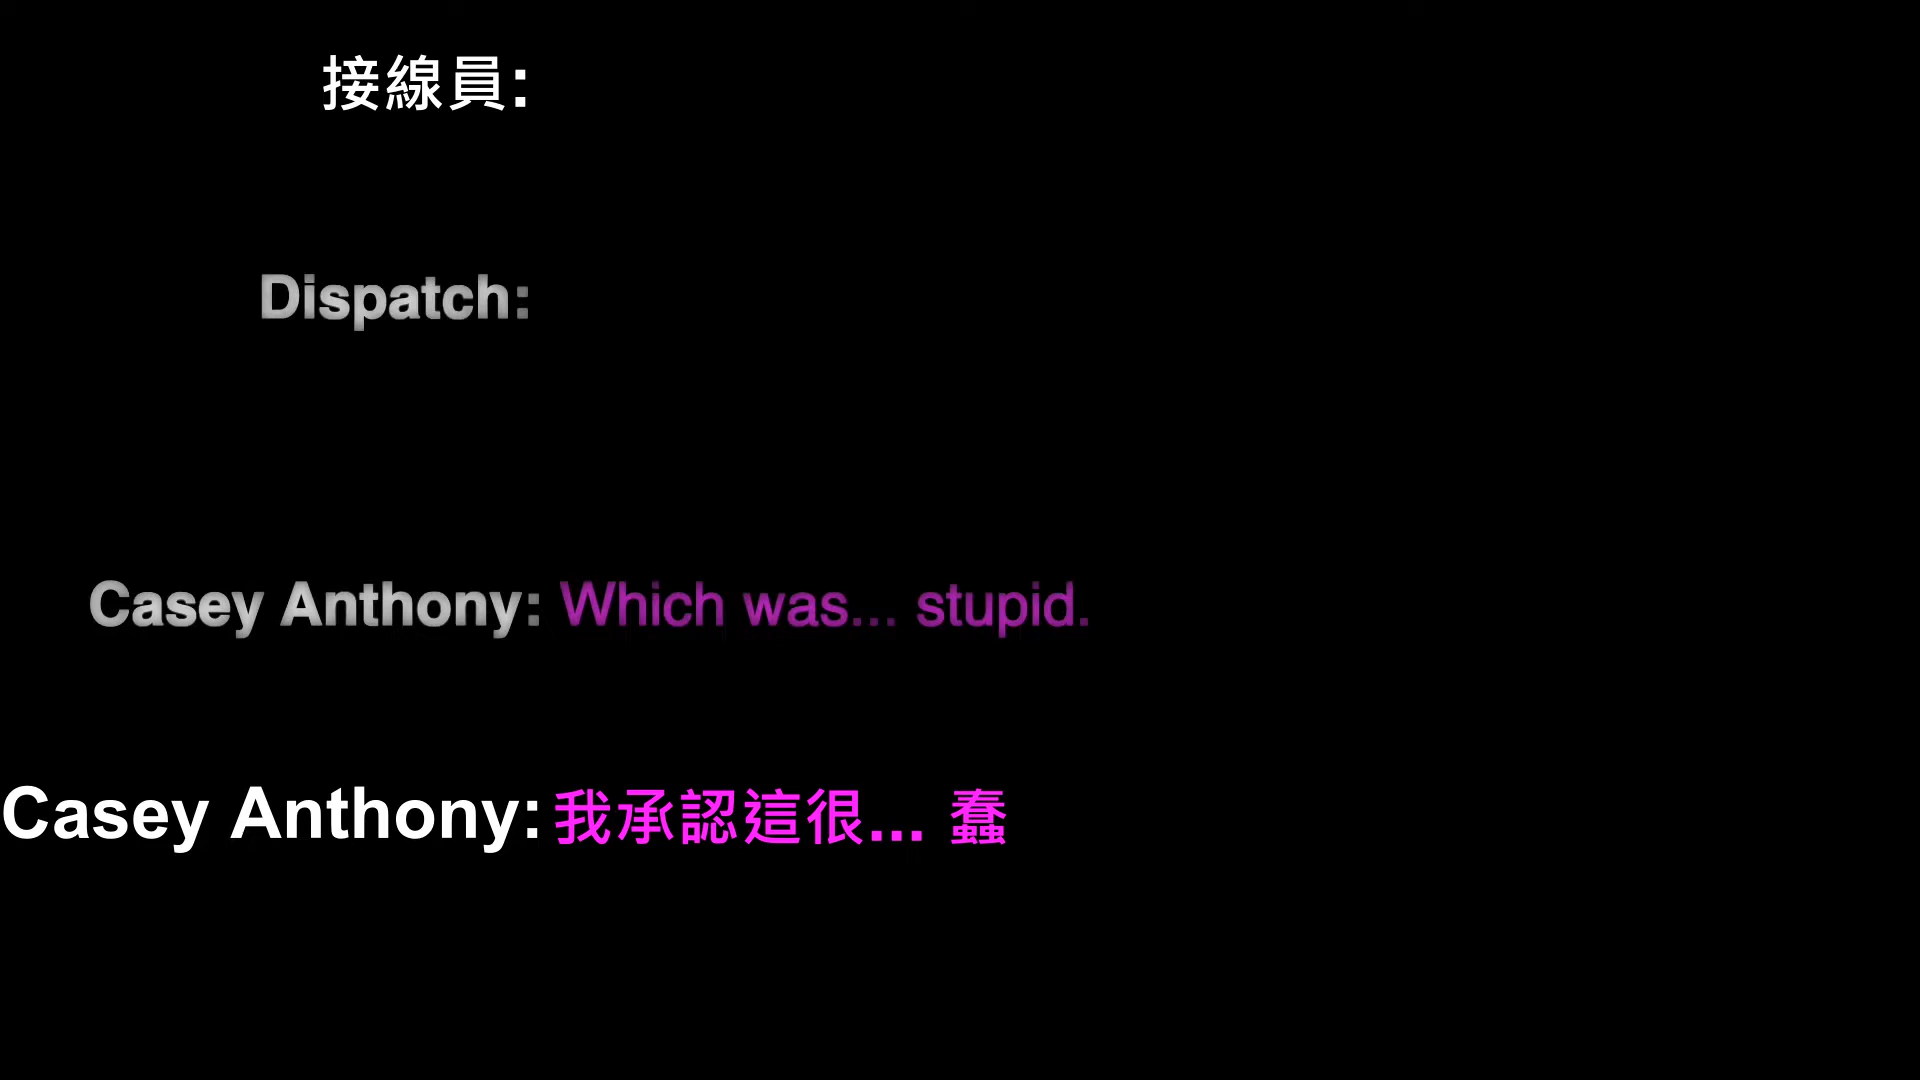 接線員:
Dispatch:
Casey Anthony: Which was... stupid.
Casey Anthony: 我承認這很... 蠢